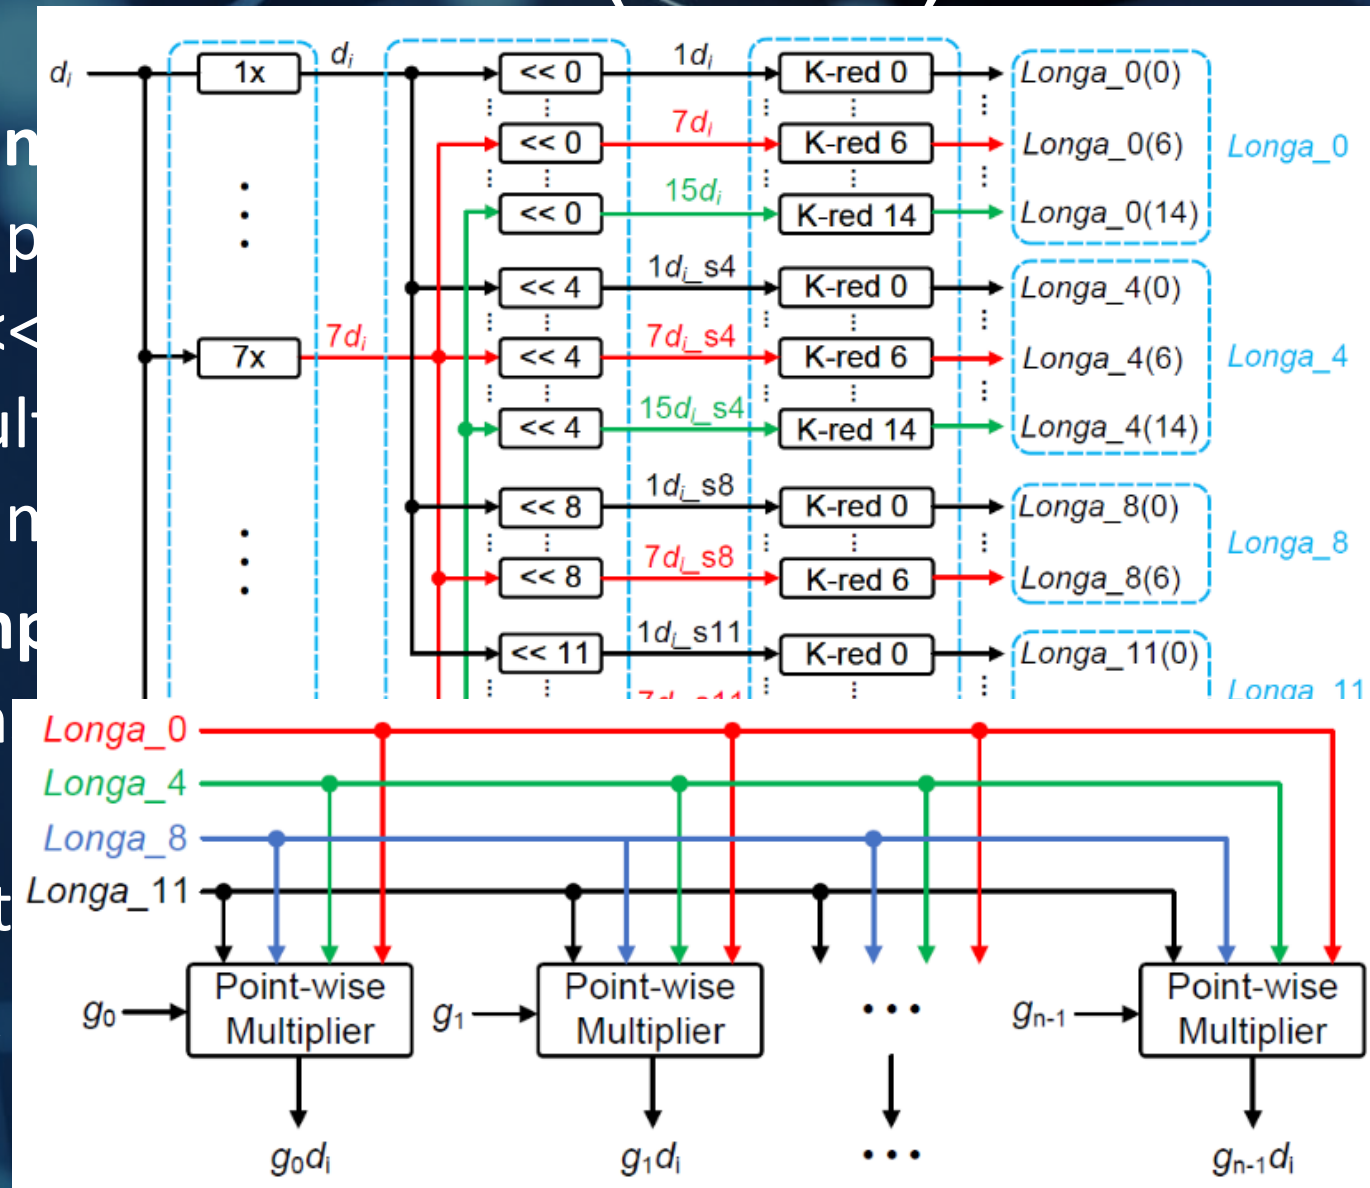 d_i 1x d_i << 0 1d_i K-red 0 Longa_0(0)
<< 0 7d_i K-red 6 Longa_0(6) Longa_0
<< 0 15d_i K-red 14 Longa_0(14)
<< 4 1d_i_s4 K-red 0 Longa_4(0)
7x 7d_i << 4 7d_i_s4 K-red 6 Longa_4(6) Longa_4
<< 4 15d_i_s4 K-red 14 Longa_4(14)
<< 8 1d_i_s8 K-red 0 Longa_8(0)
Longa_8
<< 8 7d_i_s8 K-red 6 Longa_8(6)
<< 11 1d_i_s11 K-red 0 Longa_11(0)
7d_i_s11 Longa_11
Longa_0
Longa_4
Longa_8
Longa_11
g0 Point-wise Multiplier g1 Point-wise Multiplier ••• gn-1 Point-wise Multiplier
g0di g1di ••• gn-1di